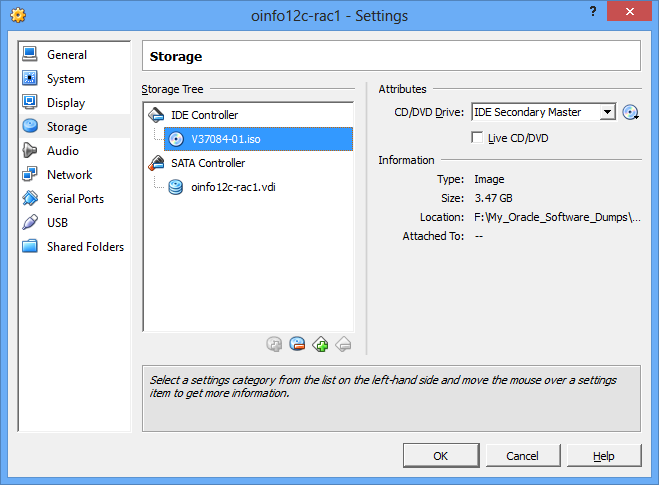 oinfo12c-rac1 - Settings
?
General
System
Display
Storage
Audio
Network
Serial Ports
USB
Shared Folders
Storage
Storage Tree
IDE Controller
V37084-01.iso
SATA Controller
oinfo12c-rac1.vdi
Attributes
CD/DVD Drive: IDE Secondary Master
Live CD/DVD
Information
Type: Image
Size: 3.47 GB
Location: F:\My_Oracle_Software_Dumps\...
Attached To: --
Select a settings category from the list on the left-hand side and move the mouse over a settings
item to get more information.
OK Cancel Help